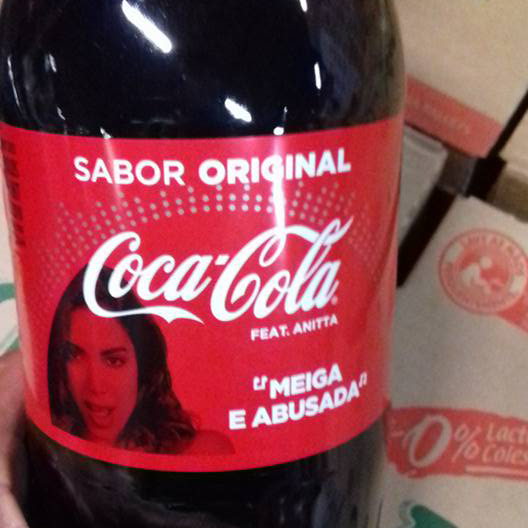 SABOR ORIGINAL
Coca-Cola
FEAT. ANITTA
"MEIGA
E ABUSADA"
0%